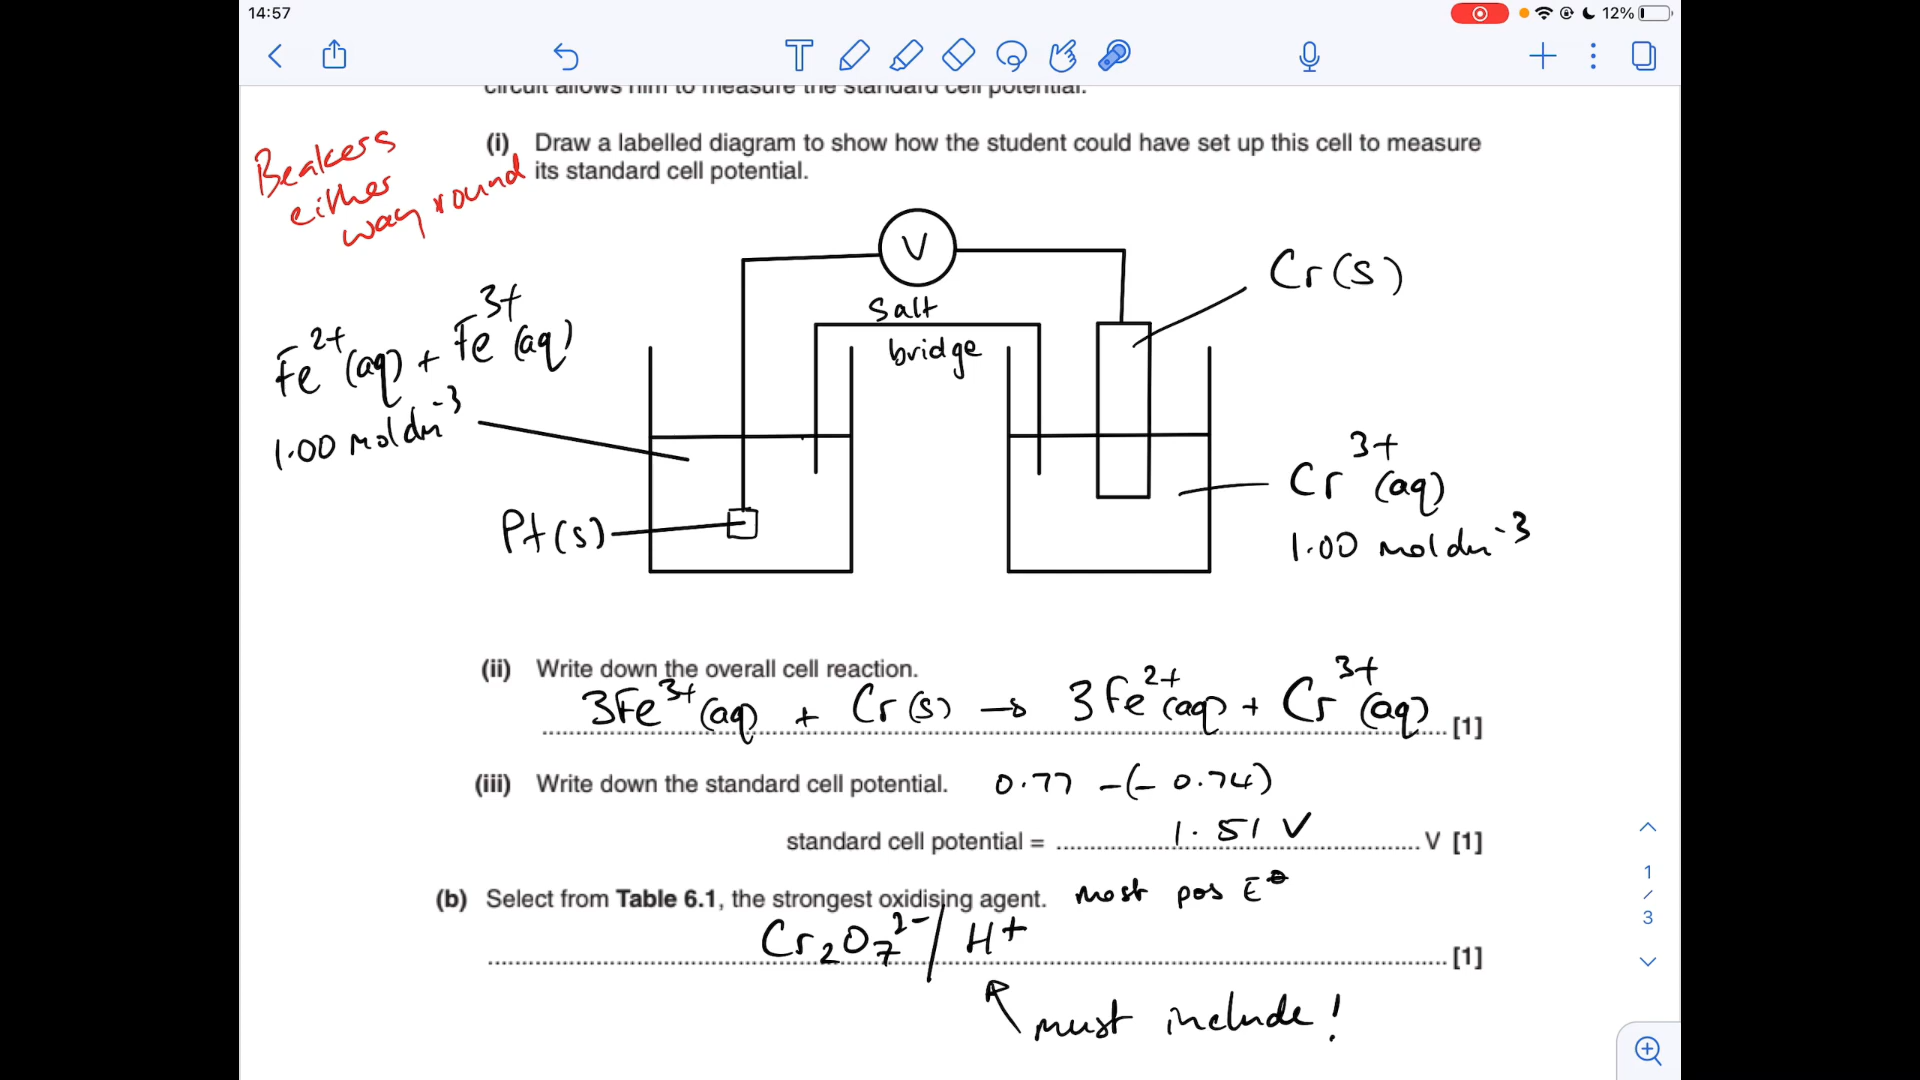 14:57
12%
circuit allows him to measure the standard cell potential.
(i) Draw a labelled diagram to show how the student could have set up this cell to measure
its standard cell potential.
Beakers
either
way round
V
Salt
bridge
Cr(s)
Fe²⁺(aq) + Fe³⁺(aq)
1.00 moldm⁻³
Pt(s)
Cr³⁺(aq)
1.00 moldm⁻³
(ii) Write down the overall cell reaction.
3Fe³⁺(aq) + Cr(s) → 3Fe²⁺(aq) + Cr³⁺(aq) [1]
(iii) Write down the standard cell potential. 0.77 -(- 0.74)
standard cell potential = 1.51 V V [1]
(b) Select from Table 6.1, the strongest oxidising agent. most pos E⦵
Cr₂O₇²⁻/H⁺ [1]
must include!
1
/
3